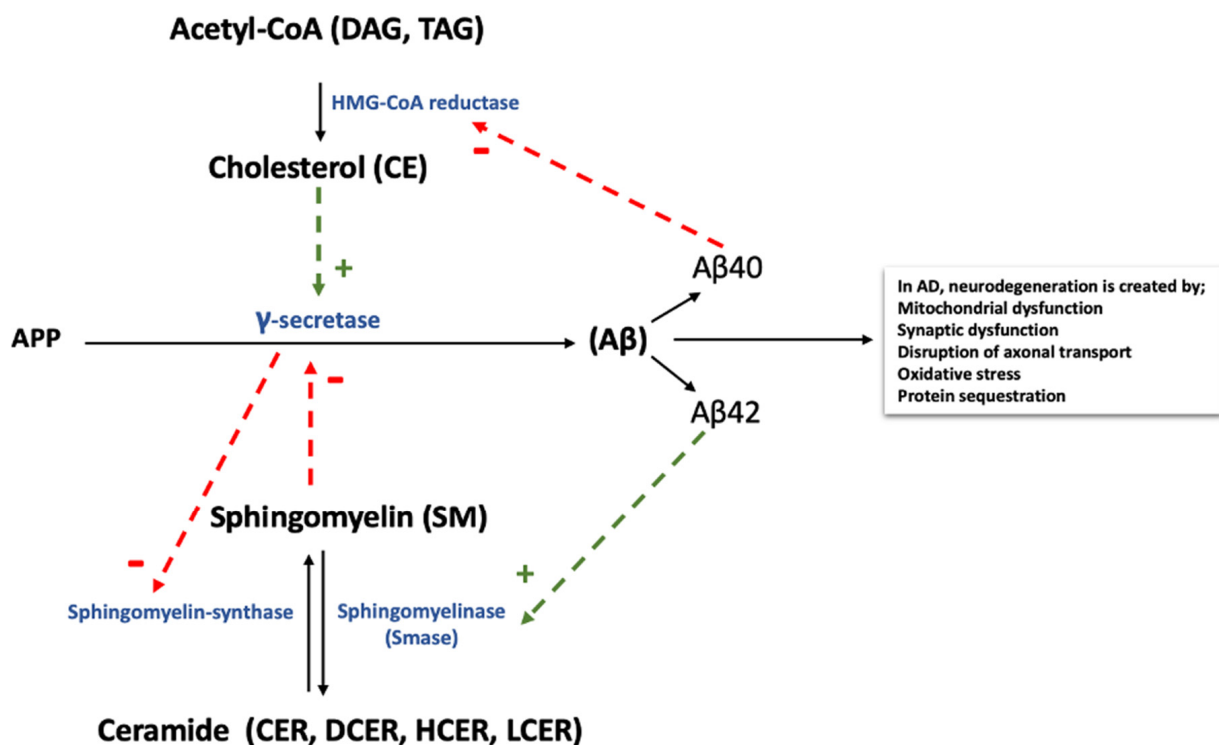 Acetyl-CoA (DAG, TAG)
HMG-CoA reductase
-
Cholesterol (CE)
+
Aβ40
γ-secretase
APP
(Aβ)
In AD, neurodegeneration is created by;
Mitochondrial dysfunction
Synaptic dysfunction
Disruption of axonal transport
Oxidative stress
Protein sequestration
-
Aβ42
Sphingomyelin (SM)
-
+
Sphingomyelin-synthase
Sphingomyelinase
(Smase)
Ceramide (CER, DCER, HCER, LCER)